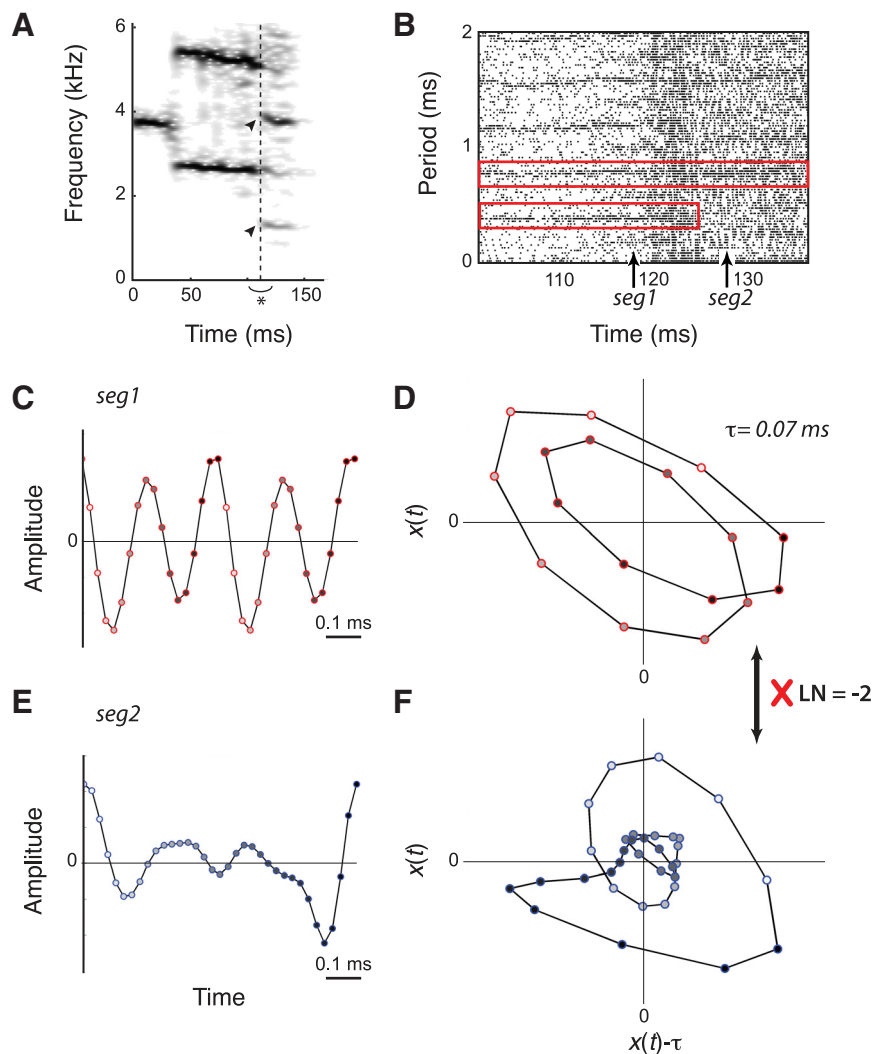 A
Frequency (kHz)
6
4
2
0
0
50
150
*
Time (ms)
B
Period (ms)
2
1
0
110
120
130
seg1
seg2
Time (ms)
C
seg1
Amplitude
0
0.1 ms
D
τ= 0.07 ms
x(t)
0
0
X LN = -2
E
seg2
Amplitude
0
0.1 ms
Time
F
x(t)
0
0
x(t)-τ